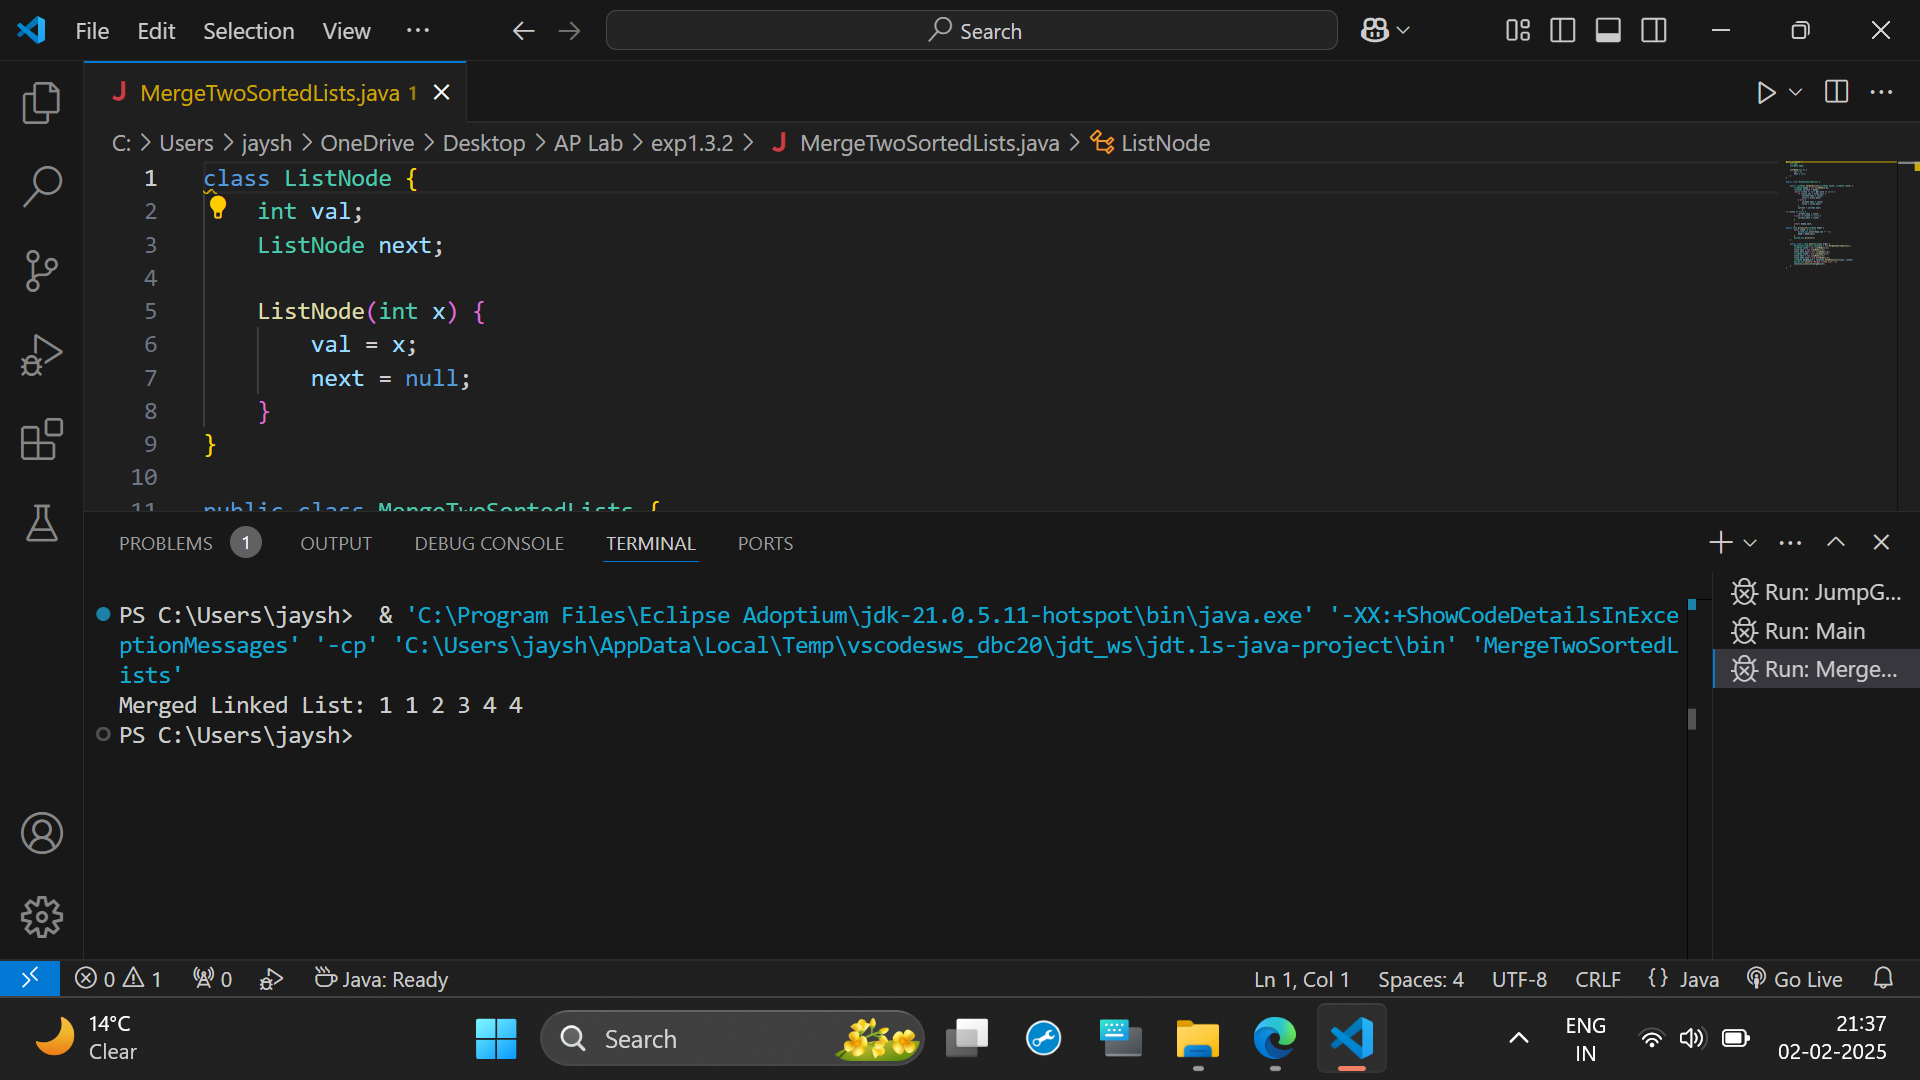 File Edit Selection View ··· Search
MergeTwoSortedLists.java 1
C: > Users > jaysh > OneDrive > Desktop > AP Lab > exp1.3.2 > J MergeTwoSortedLists.java > ListNode
1 class ListNode {
2 int val;
3 ListNode next;
4
5 ListNode(int x) {
6 val = x;
7 next = null;
8 }
9 }
10
11 public class MergeTwoSortedLists {
PROBLEMS 1 OUTPUT DEBUG CONSOLE TERMINAL PORTS
PS C:\Users\jaysh>  & 'C:\Program Files\Eclipse Adoptium\jdk-21.0.5.11-hotspot\bin\java.exe' '-XX:+ShowCodeDetailsInExce
ptionMessages' '-cp' 'C:\Users\jaysh\AppData\Local\Temp\vscodesws_dbc20\jdt_ws\jdt.ls-java-project\bin' 'MergeTwoSortedL
ists'
Merged Linked List: 1 1 2 3 4 4
PS C:\Users\jaysh>
Run: JumpG...
Run: Main
Run: Merge...
0 1 0 Java: Ready Ln 1, Col 1 Spaces: 4 UTF-8 CRLF {} Java Go Live
14°C
Clear
Search
ENG
IN
21:37
02-02-2025